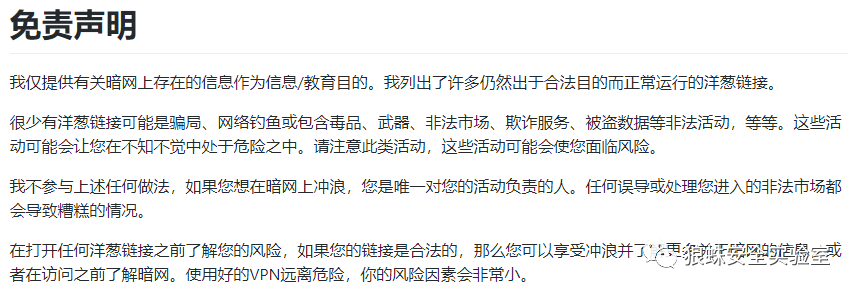 免责声明
我仅提供有关暗网上存在的信息作为信息/教育目的。我列出了许多仍然出于合法目的而正常运行的洋葱链接。
很少有洋葱链接可能是骗局、网络钓鱼或包含毒品、武器、非法市场、欺诈服务、被盗数据等非法活动，等等。这些活
动可能会让您在不知不觉中处于危险之中。请注意此类活动，这些活动可能会使您面临风险。
我不参与上述任何做法，如果您想在暗网上冲浪，您是唯一对您的活动负责的人。任何误导或处理您进入的非法市场都
会导致糟糕的情况。
在打开任何洋葱链接之前了解您的风险，如果您的链接是合法的，那么您可以享受冲浪并了解更多关于暗网的信息，或
者在访问之前了解暗网。使用好的VPN远离危险，你的风险因素会非常小。
狼蛛安全实验室